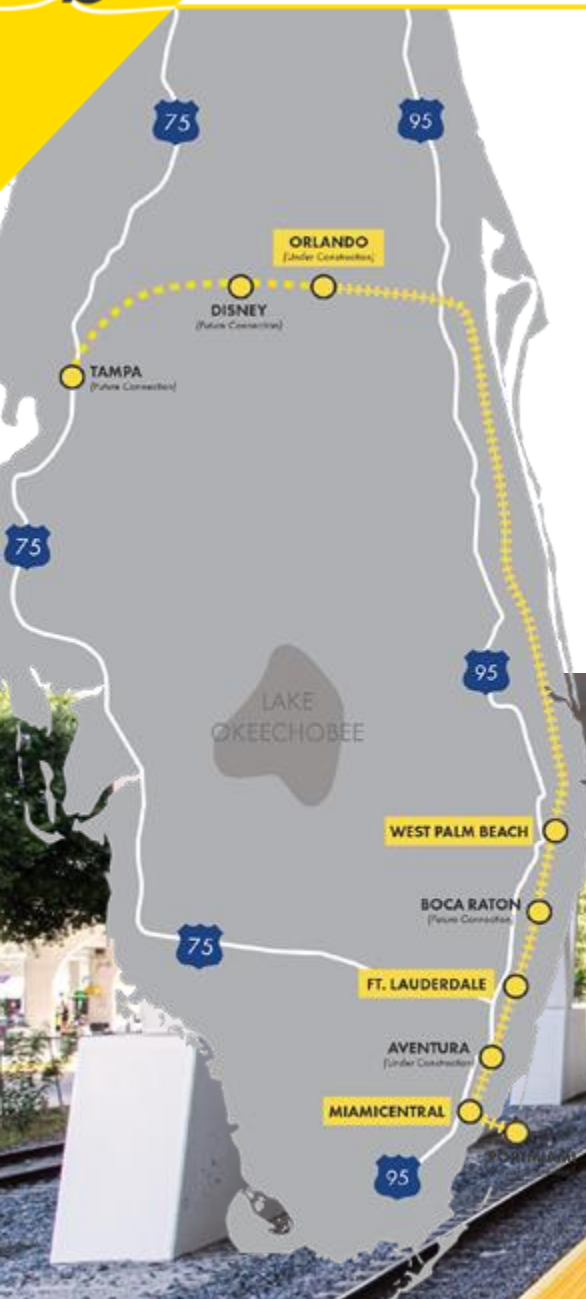 75
95
ORLANDO
(Under Construction)
DISNEY
(Future Connection)
TAMPA
(Future Connection)
75
95
LAKE
OKEECHOBEE
WEST PALM BEACH
BOCA RATON
(Future Connection)
75
FT. LAUDERDALE
AVENTURA
(Under Construction)
MIAMICENTRAL
95